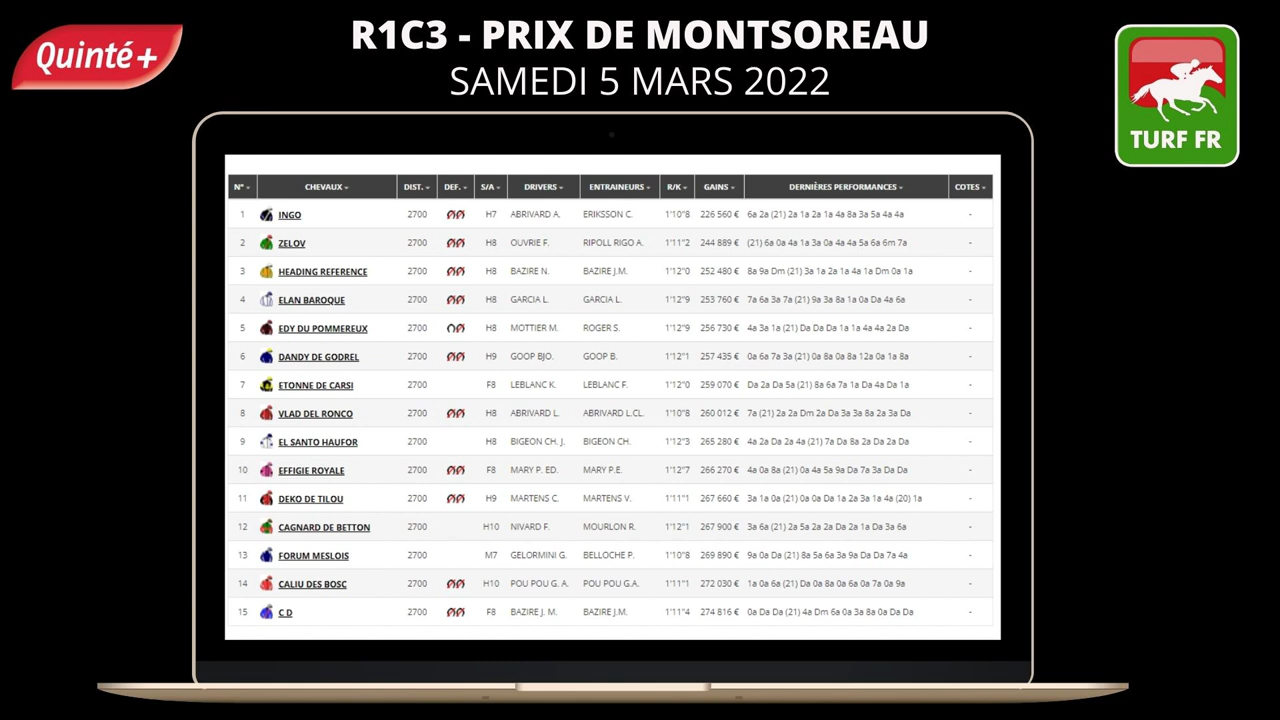 Quinté+
R1C3 - PRIX DE MONTSOREAU
SAMEDI 5 MARS 2022
TURF FR
N° CHEVAUX DIST. DEF. S/A DRIVERS ENTRAINEURS R/K GAINS DERNIÈRES PERFORMANCES COTES
1 INGO 2700 H7 ABRIVARD A. ERIKSSON C. 1'10"8 226 560 € 6a 2a (21) 2a 1a 2a 1a 4a 8a 3a 5a 4a 4a -
2 ZELOV 2700 H8 OUVRIE F. RIPOLL RIGO A. 1'11"2 244 889 € (21) 6a 0a 4a 1a 3a 0a 4a 4a 5a 6a 6m 7a -
3 HEADING REFERENCE 2700 H8 BAZIRE N. BAZIRE J.M. 1'12"0 252 480 € 8a 9a Dm (21) 3a 1a 2a 1a 4a 1a Dm 0a 1a -
4 ELAN BAROQUE 2700 H8 GARCIA L. GARCIA L. 1'12"9 253 760 € 7a 6a 3a 7a (21) 9a 3a 8a 1a 0a Da 4a 6a -
5 EDY DU POMMEREUX 2700 H8 MOTTIER M. ROGER S. 1'12"9 256 730 € 4a 3a 1a (21) Da Da Da 1a 1a 4a 4a 2a Da -
6 DANDY DE GODREL 2700 H9 GOOP BJO. GOOP B. 1'12"1 257 435 € 0a 6a 7a 3a (21) 0a 8a 0a 8a 12a 0a 1a 8a -
7 ETONNE DE CARSI 2700 F8 LEBLANC K. LEBLANC F. 1'12"0 259 070 € Da 2a Da 5a (21) 8a 6a 7a 1a Da 4a Da 1a -
8 VLAD DEL RONCO 2700 H8 ABRIVARD L. ABRIVARD L.CL. 1'10"8 260 012 € 7a (21) 2a 2a Dm 2a Da 3a 3a 8a 2a 3a Da -
9 EL SANTO HAUFOR 2700 H8 BIGEON CH. J. BIGEON CH. 1'12"3 265 280 € 4a 2a Da 2a 4a (21) 7a Da 8a 2a Da 2a Da -
10 EFFIGIE ROYALE 2700 F8 MARY P. ED. MARY P.E. 1'12"7 266 270 € 4a 0a 8a (21) 0a 4a 5a 9a Da 7a 3a Da Da -
11 DEKO DE TILOU 2700 H9 MARTENS C. MARTENS V. 1'11"1 267 660 € 3a 1a 0a (21) 0a 0a Da 1a 2a 3a 1a 4a (20) 1a -
12 CAGNARD DE BETTON 2700 H10 NIVARD F. MOURLON R. 1'12"1 267 900 € 3a 6a (21) 2a 5a 2a 2a Da 2a 1a Da 3a 6a -
13 FORUM MESLOIS 2700 M7 GELORMINI G. BELLOCHE P. 1'10"8 269 890 € 9a 0a Da (21) 8a 5a 6a 3a 9a Da Da 7a 4a -
14 CALIU DES BOSC 2700 H10 POU POU G. A. POU POU G.A. 1'11"1 272 030 € 1a 0a 6a (21) Da 0a 8a 0a 6a 0a 7a 0a 9a -
15 C D 2700 F8 BAZIRE J. M. BAZIRE J.M. 1'11"4 274 816 € 0a Da Da (21) 4a Dm 6a 0a 3a 8a 0a Da Da -